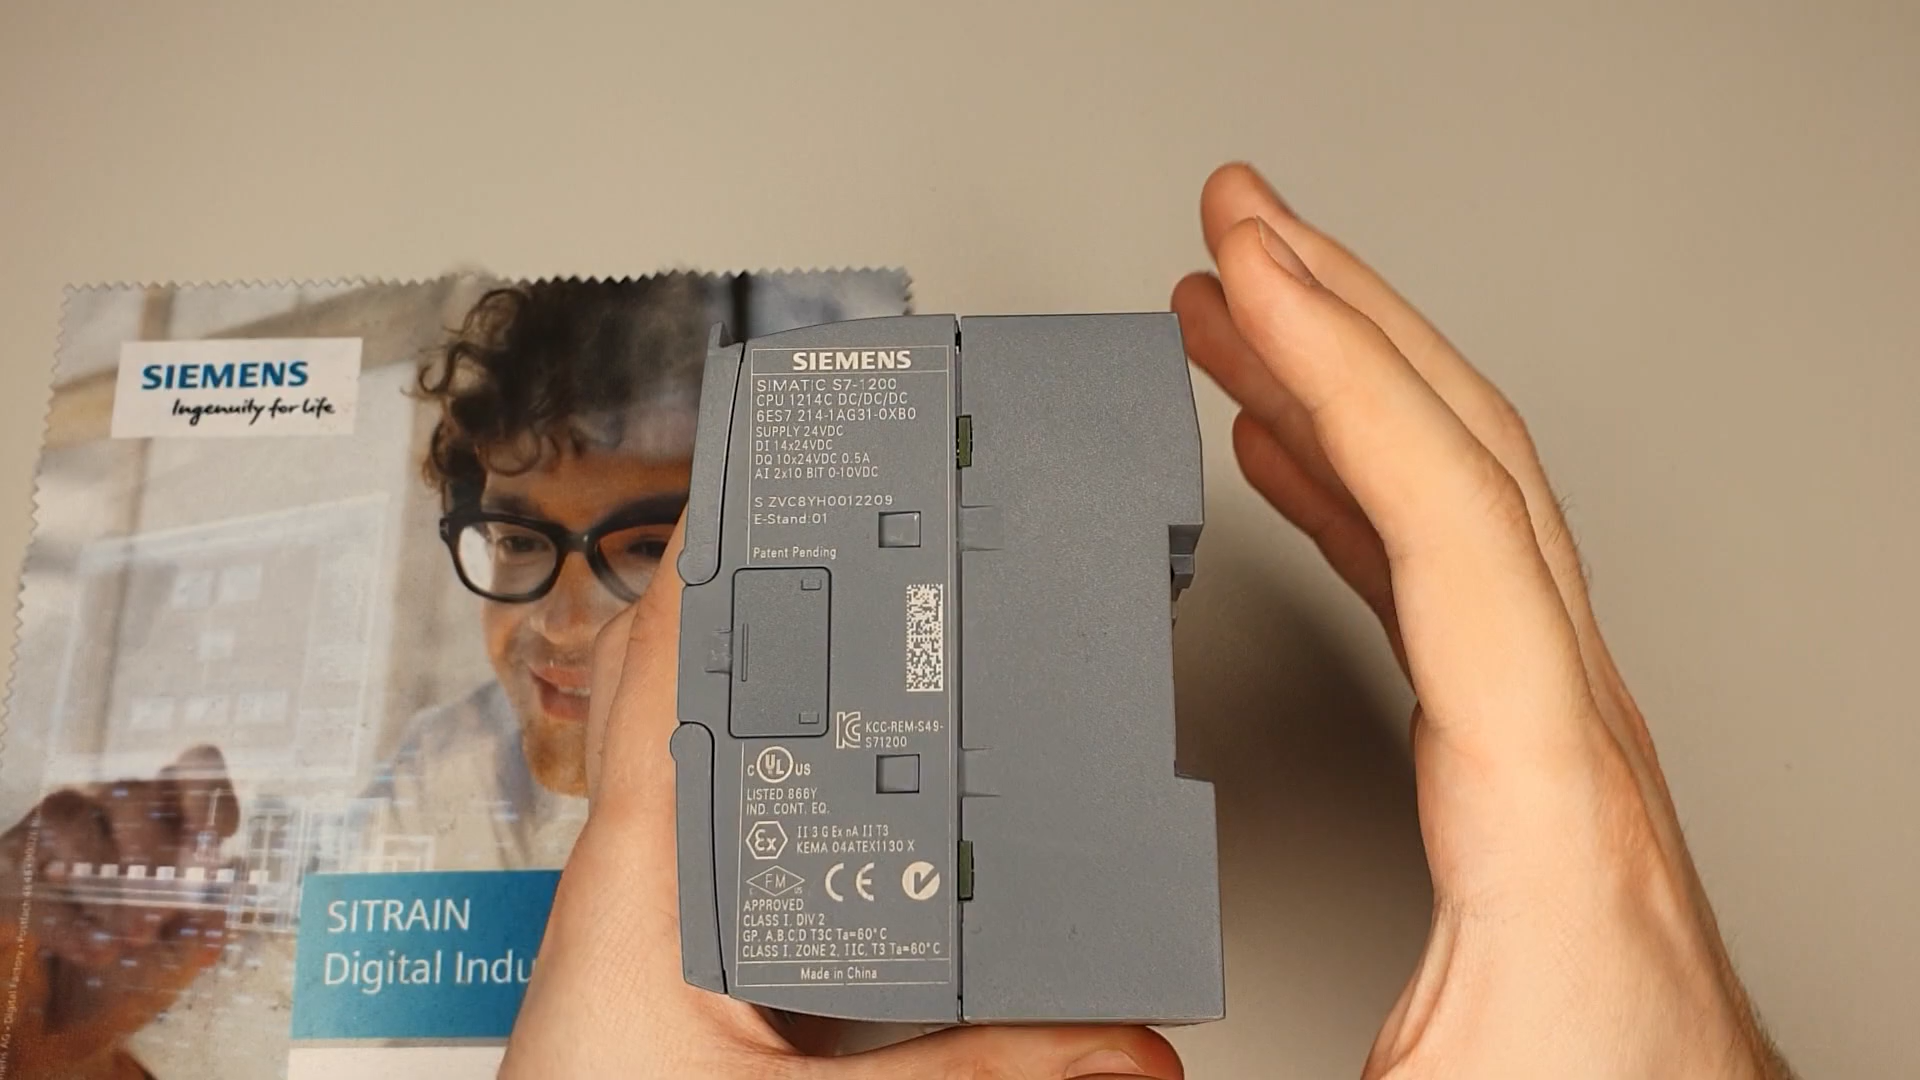 SIEMENS
Ingenuity for life
SITRAIN
Digital Indu
SIEMENS
SIMATIC S7-1200
CPU 1214C DC/DC/DC
6ES7 214-1AG31-0XB0
SUPPLY 24VDC
DI 14x24VDC
DQ 10x24VDC 0.5A
AI 2x10 BIT 0-10VDC
S ZVC8YH0012209
E-Stand:01
Patent Pending
KCC-REM-S49-
S71200
C UL US
LISTED 866Y
IND. CONT. EQ.
Ex II 3 G Ex nA II T3
KEMA 04ATEX1130 X
FM CE
APPROVED
CLASS I, DIV 2
GP. A,B,C,D T3C Ta=60°C
CLASS I, ZONE 2, IIC, T3 Ta=60°C
Made in China